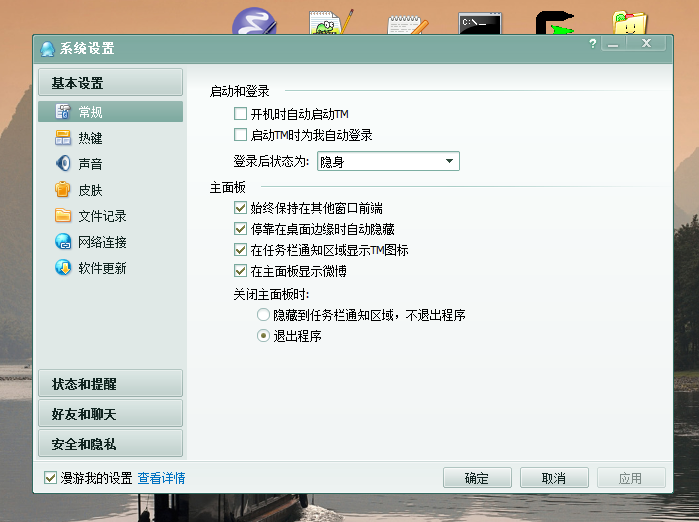 C:\_
系统设置
?
基本设置
常规
热键
声音
皮肤
文件记录
网络连接
软件更新
状态和提醒
好友和聊天
安全和隐私
启动和登录
开机时自动启动TM
启动TM时为我自动登录
登录后状态为: 隐身
主面板
始终保持在其他窗口前端
停靠在桌面边缘时自动隐藏
在任务栏通知区域显示TM图标
在主面板显示微博
关闭主面板时:
隐藏到任务栏通知区域，不退出程序
退出程序
漫游我的设置 查看详情
确定 取消 应用